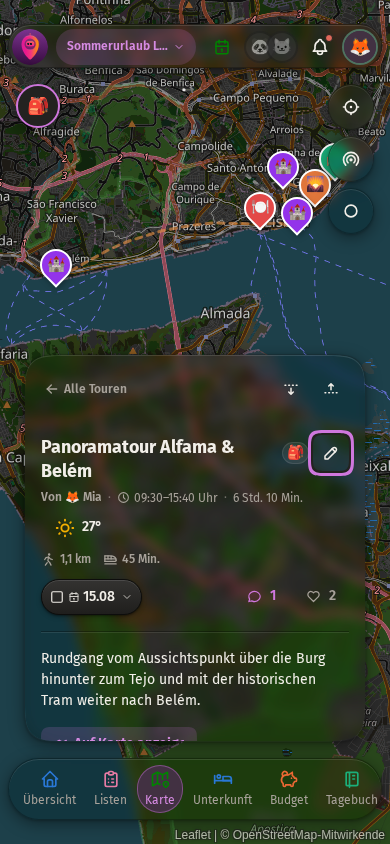 Alfornelos
Sommerurlaub L...
Benfica
São Domingos
de Benfica
Alvalade
Buraca
Campo Pequeno
Alfragide
Beato
Arroios
Campolide
Santo António
São Francisco
Xavier
Campo de
Ourique
Prazeres
Almada
Alle Touren
Panoramatour Alfama &
Belém
Von 🦊 Mia · 09:30–15:40 Uhr · 6 Std. 10 Min.
27°
1,1 km 45 Min.
15.08
1 2
Rundgang vom Aussichtspunkt über die Burg
hinunter zum Tejo und mit der historischen
Tram weiter nach Belém.
Übersicht Listen Karte Unterkunft Budget Tagebuch
Leaflet | © OpenStreetMap-Mitwirkende